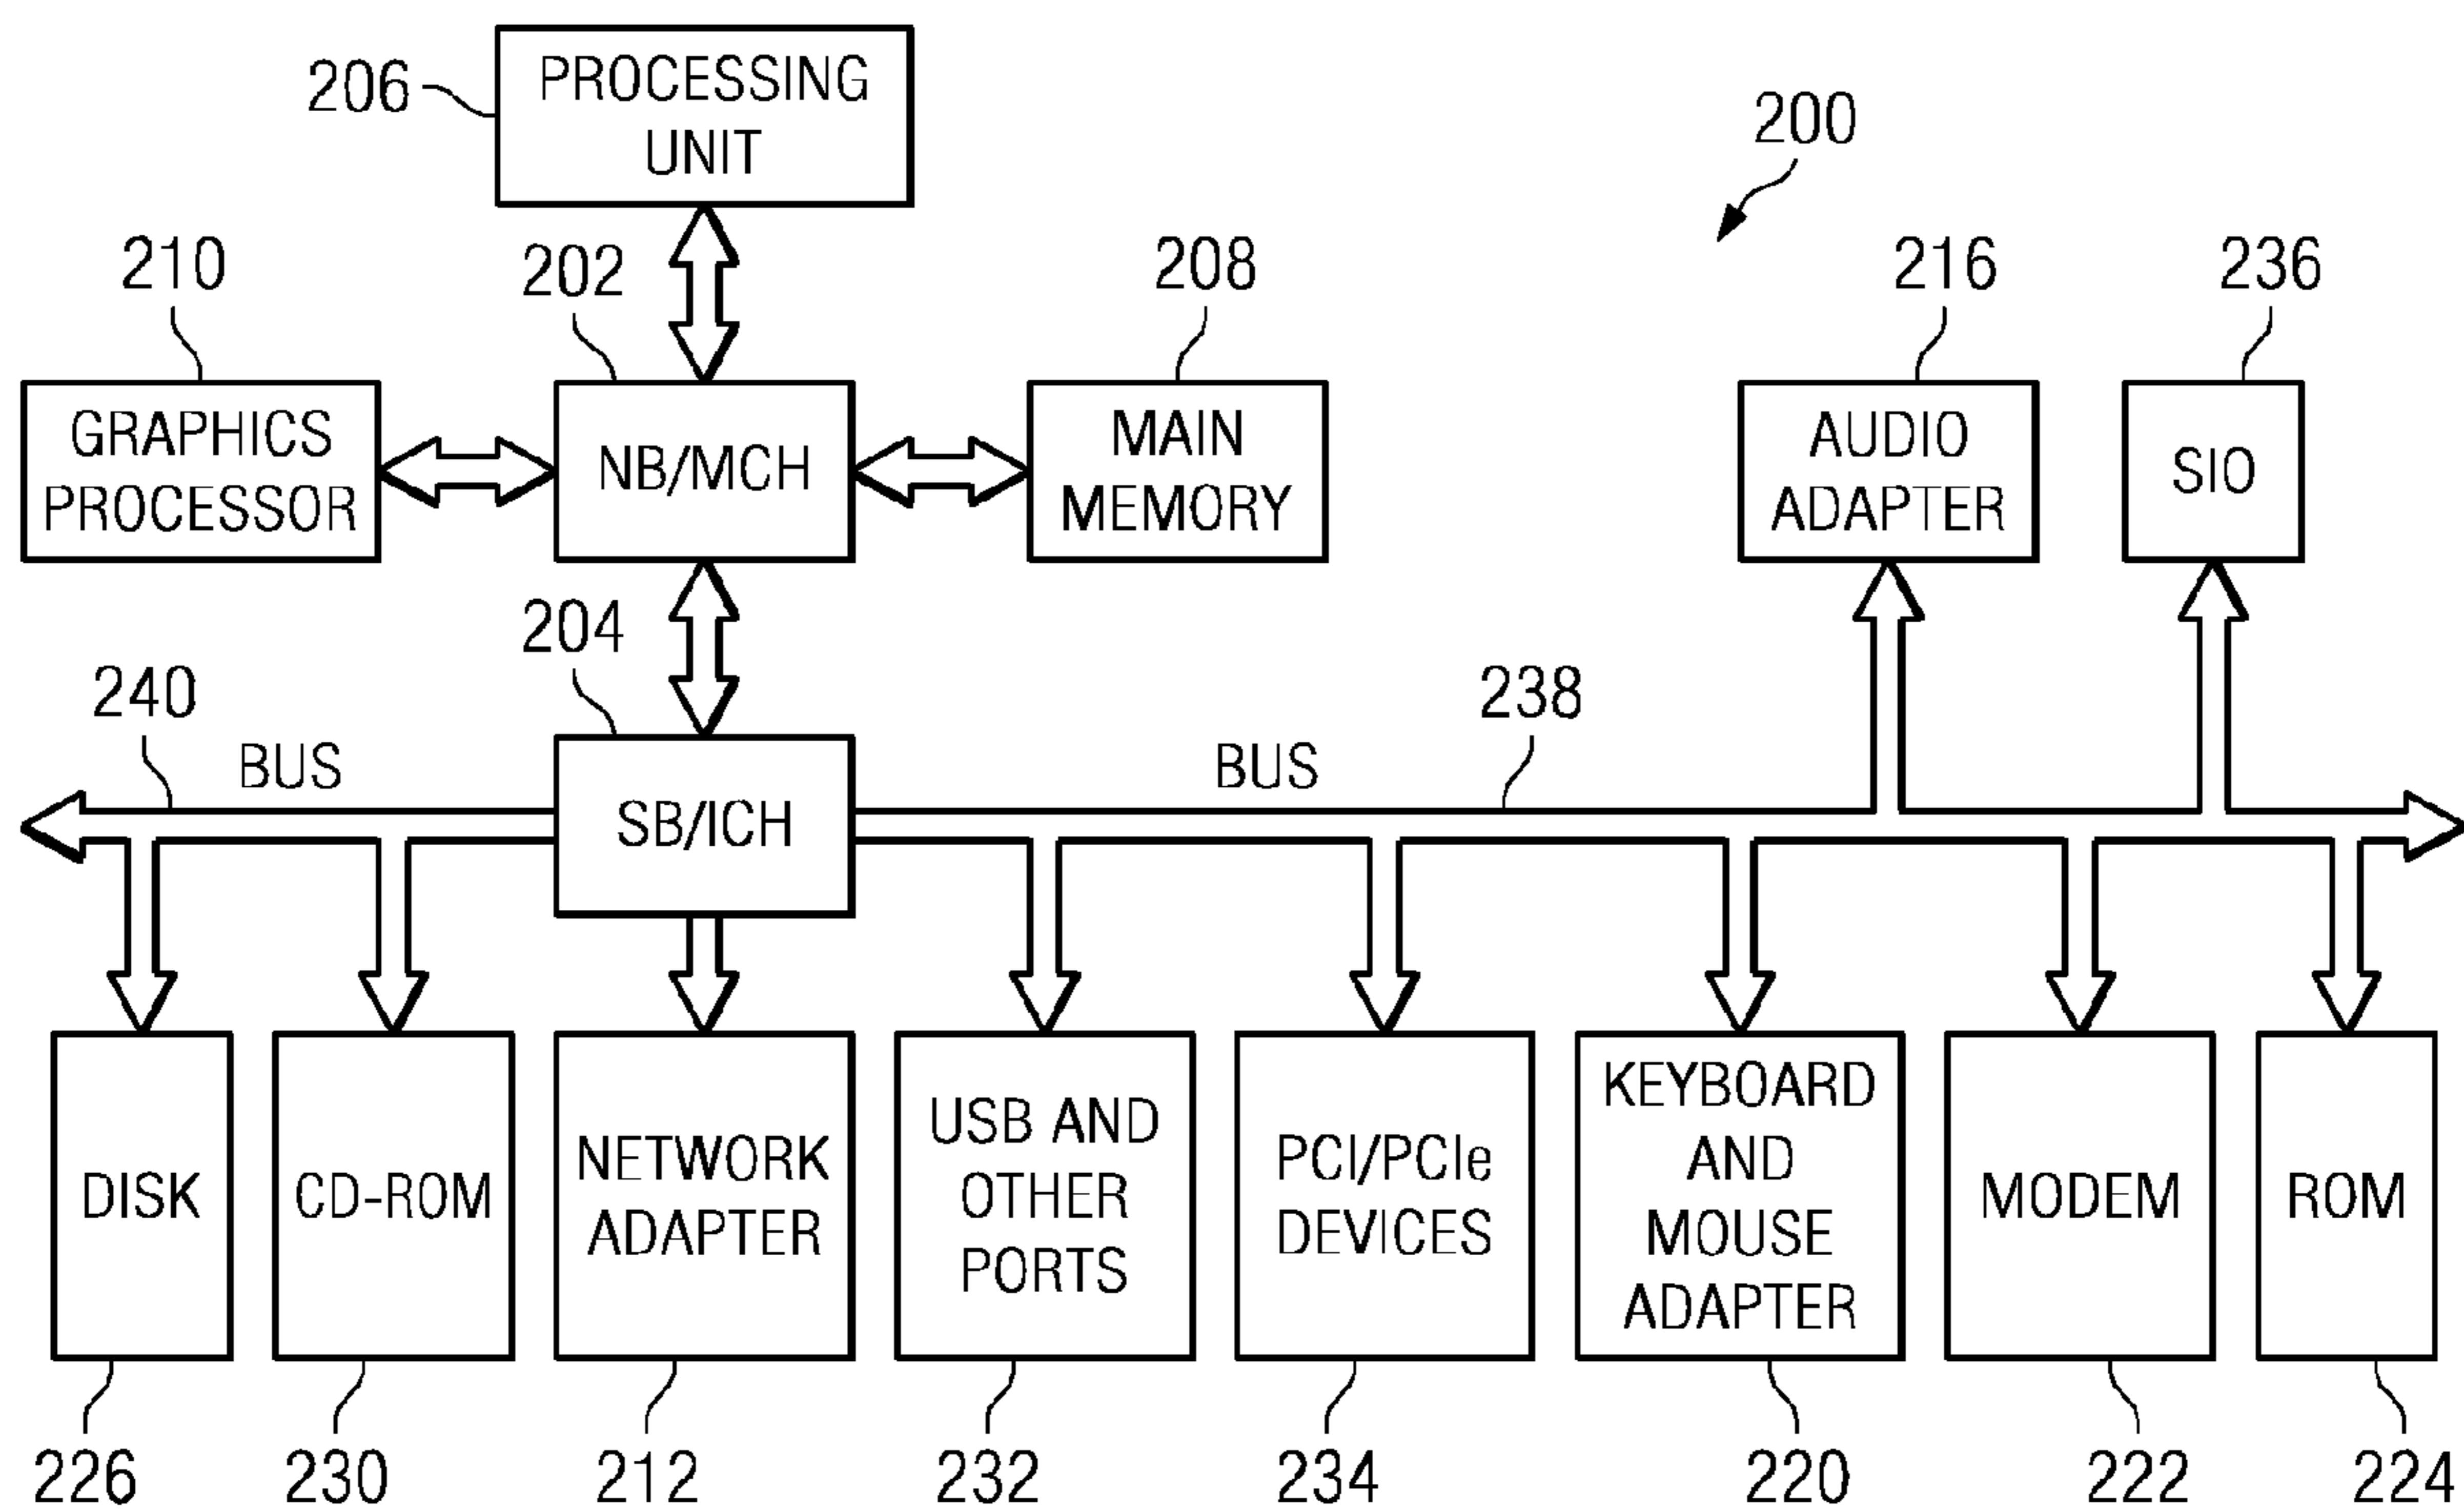 PROCESSING
UNIT
206
200
210
202
208
216
236
GRAPHICS
PROCESSOR
NB/MCH
MAIN
MEMORY
AUDIO
ADAPTER
SIO
204
240
BUS
238
BUS
SB/ICH
DISK
CD-ROM
NETWORK
ADAPTER
USB AND
OTHER
PORTS
PCI/PCIe
DEVICES
KEYBOARD
AND
MOUSE
ADAPTER
MODEM
ROM
226
230
212
232
234
220
222
224